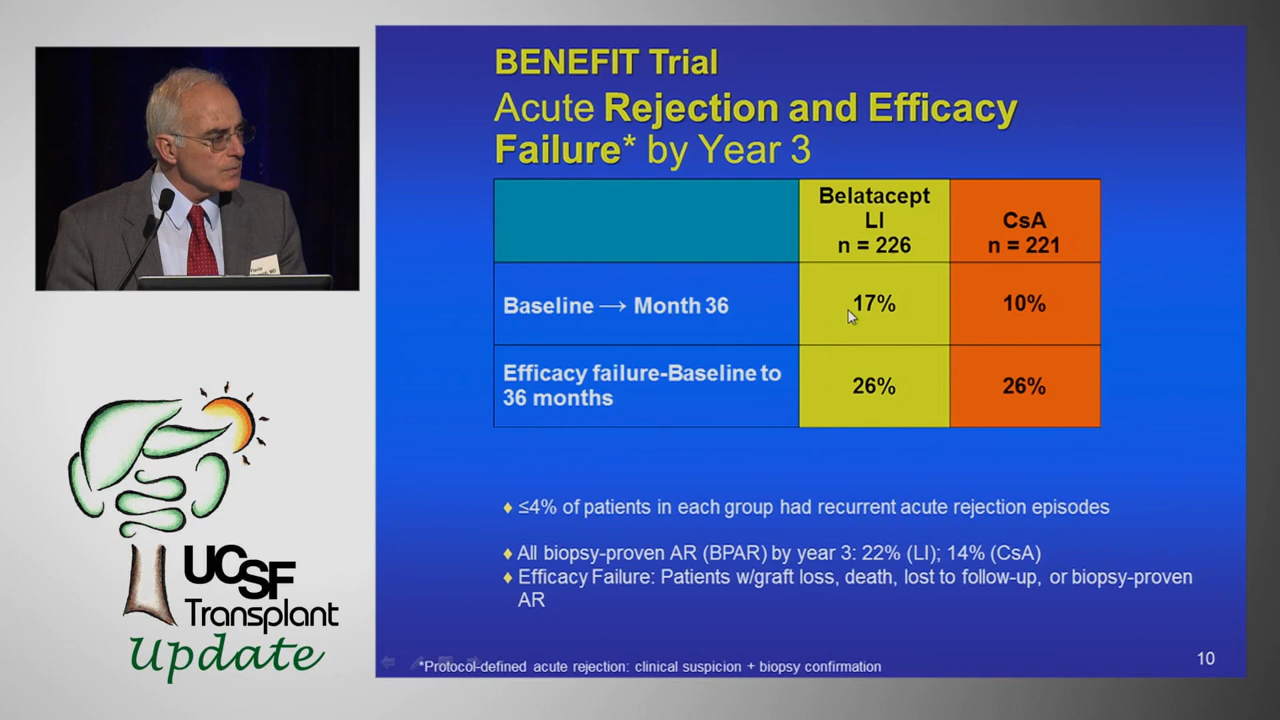 BENEFIT Trial
Acute Rejection and Efficacy
Failure* by Year 3
Belatacept
LI
n = 226
CsA
n = 221
Baseline → Month 36
17%
10%
Efficacy failure-Baseline to
36 months
26%
26%
♦ ≤4% of patients in each group had recurrent acute rejection episodes
♦ All biopsy-proven AR (BPAR) by year 3: 22% (LI); 14% (CsA)
♦ Efficacy Failure: Patients w/graft loss, death, lost to follow-up, or biopsy-proven
AR
*Protocol-defined acute rejection: clinical suspicion + biopsy confirmation
10
UCSF
Transplant
Update